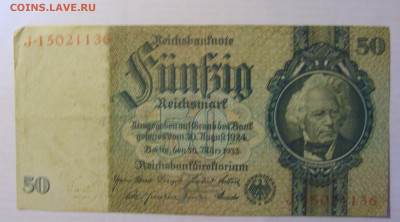 COINS.LAVE.RU
J·15021136
Reichsbanknote
50
Fünfzig
Reichsmark
Ausgegeben auf Grund des Bank
gesetzes vom 30. August 1924
Berlin, den 30. März 1933
Reichsbankdirektorium
50
J·15021136